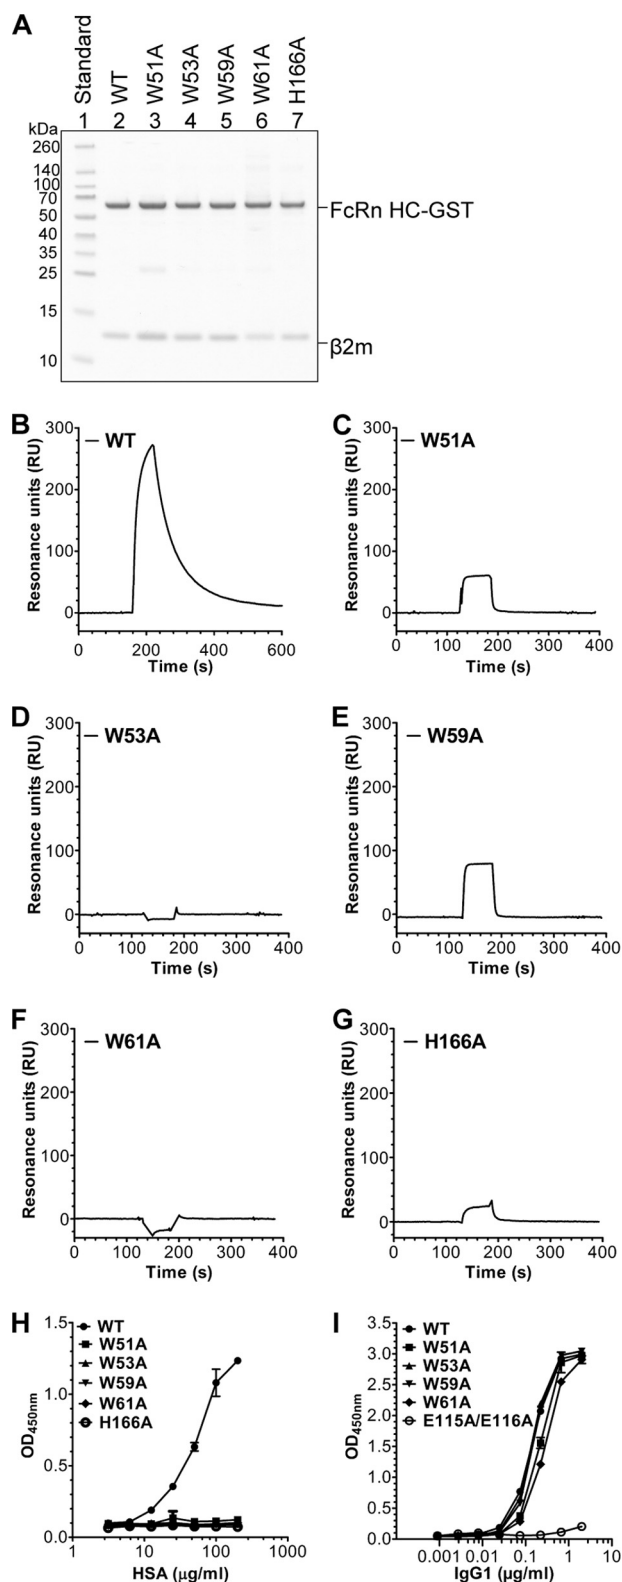 A
Standard
WT
W51A
W53A
W59A
W61A
H166A
kDa
1 2 3 4 5 6 7
260
140
100
70
50
40
35
25
15
10
FcRn HC-GST
β2m
B
WT
Resonance units (RU)
300
200
100
0
0 200 400 600
Time (s)
C
W51A
Resonance units (RU)
300
200
100
0
0 100 200 300 400
Time (s)
D
W53A
Resonance units (RU)
300
200
100
0
0 100 200 300 400
Time (s)
E
W59A
Resonance units (RU)
300
200
100
0
0 100 200 300 400
Time (s)
F
W61A
Resonance units (RU)
300
200
100
0
0 100 200 300 400
Time (s)
G
H166A
Resonance units (RU)
300
200
100
0
0 100 200 300 400
Time (s)
H
WT
W51A
W53A
W59A
W61A
H166A
OD450nm
1.5
1.0
0.5
0.0
1 10 100 1000
HSA (µg/ml)
I
WT
W51A
W53A
W59A
W61A
E115A/E116A
OD450nm
3.5
3.0
2.5
2.0
1.5
1.0
0.5
0.0
0.001 0.01 0.1 1 10
IgG1 (µg/ml)